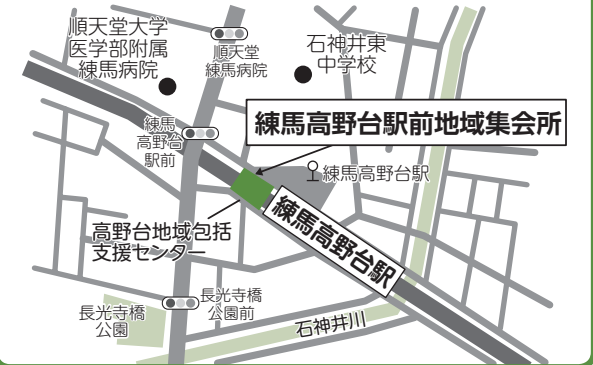 順天堂大学
医学部附属
練馬病院
順天堂
練馬病院
石神井東
中学校
練馬
高野台
駅前
練馬高野台駅前地域集会所
練馬高野台駅
高野台地域包括
支援センター
練馬高野台駅
長光寺橋
公園
長光寺橋
公園前
石神井川